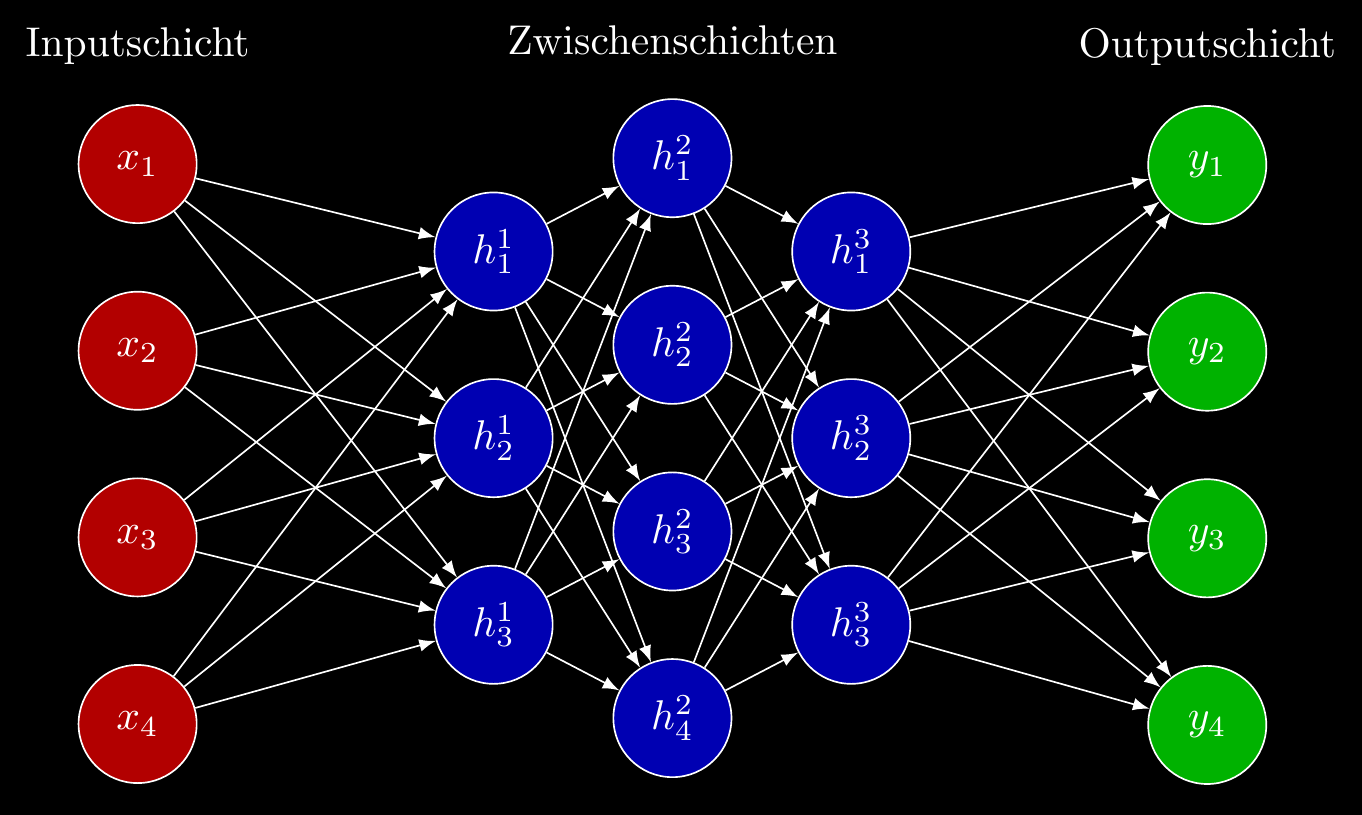 Inputschicht
Zwischenschichten
Outputschicht
x₁
x₂
x₃
x₄
h₁¹
h₂¹
h₃¹
h₁²
h₂²
h₃²
h₄²
h₁³
h₂³
h₃³
y₁
y₂
y₃
y₄